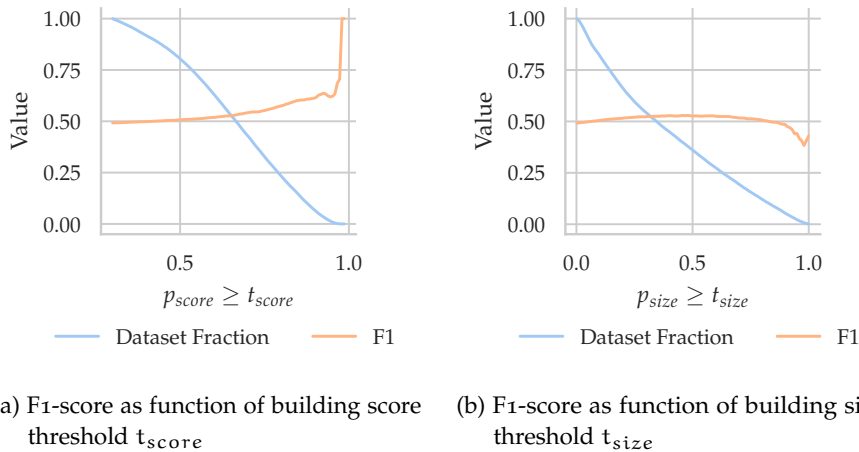 1.00
0.75
0.50
0.25
0.00
Value
0.5 1.0
p_score ≥ t_score
Dataset Fraction F1
a) F1-score as function of building score
threshold t_score
1.00
0.75
0.50
0.25
0.00
Value
0.0 0.5 1.0
p_size ≥ t_size
Dataset Fraction F1
(b) F1-score as function of building si
threshold t_size